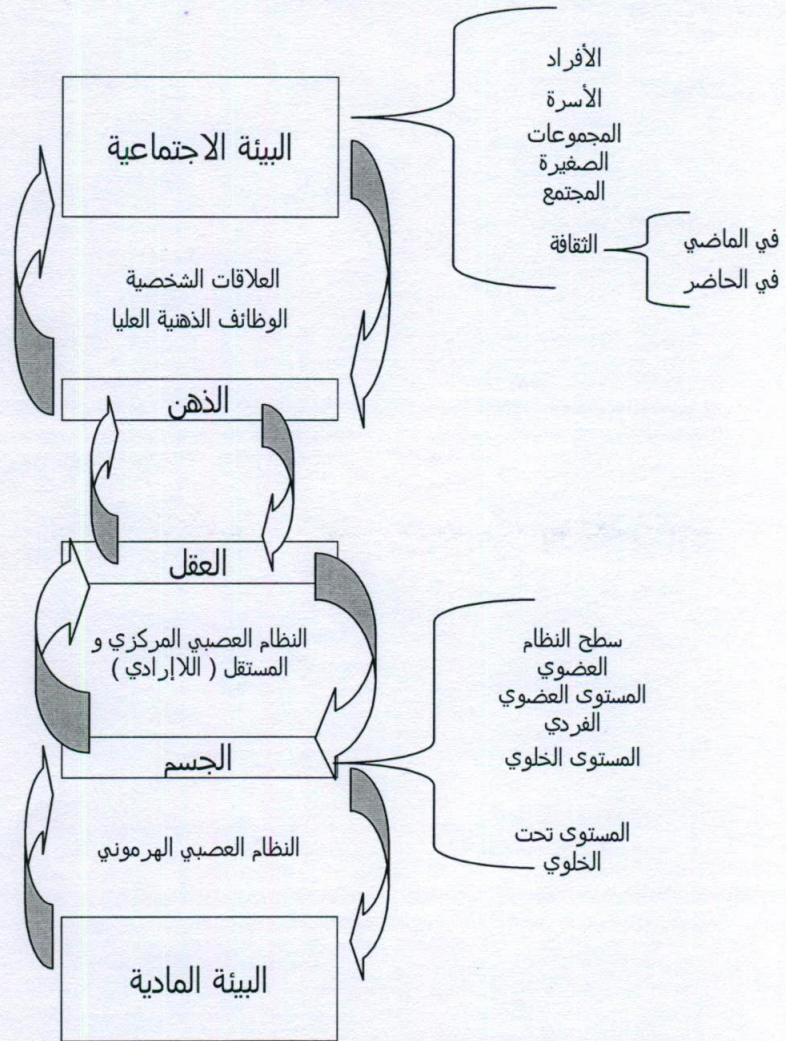 الأفراد
الأسرة
المجموعات
الصغيرة
المجتمع
الثقافة
في الماضي
في الحاضر
البيئة الاجتماعية
العلاقات الشخصية
الوظائف الذهنية العليا
الذهن
العقل
النظام العصبي المركزي و
المستقل ( اللاإرادي )
الجسم
سطح النظام
العضوي
المستوى العضوي
الفردي
المستوى الخلوي
المستوى تحت
الخلوي
النظام العصبي الهرموني
البيئة المادية